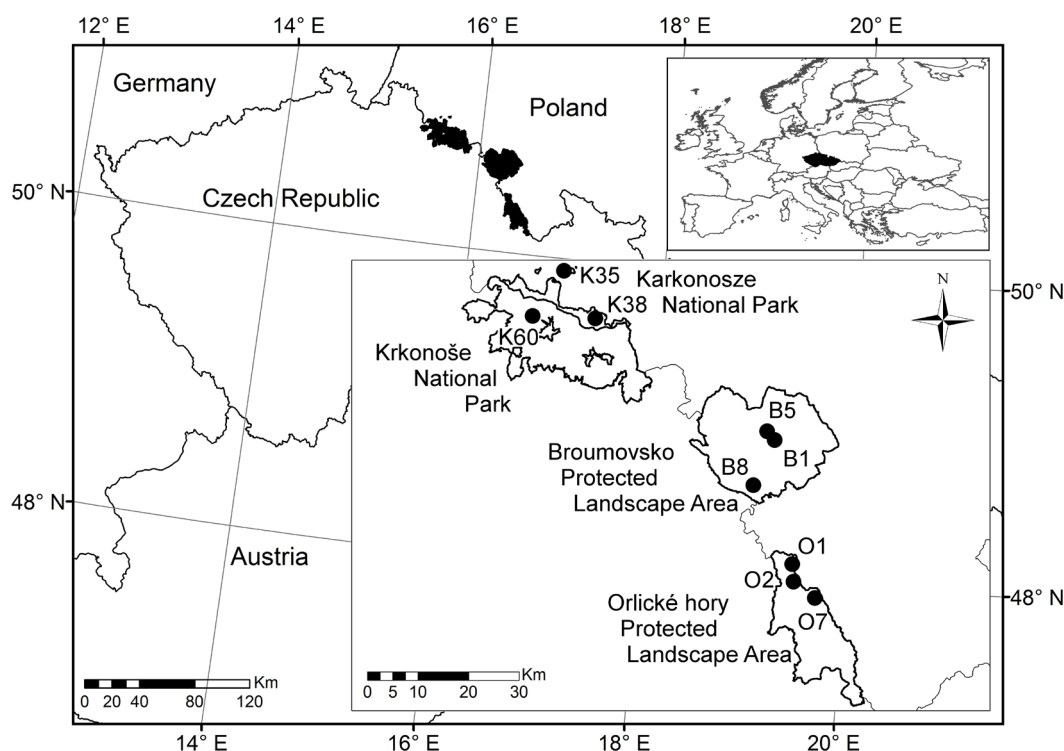 12° E
14° E
16° E
18° E
20° E
Germany
Poland
50° N
Czech Republic
N
K35
Karkonosze
National Park
K38
50° N
K60
Krkonoše
National
Park
B5
B1
B8
Broumovsko
Protected
Landscape Area
48° N
O1
O2
O7
48° N
Austria
Orlické hory
Protected
Landscape Area
Km
0 20 40 80 120
Km
0 5 10 20 30
14° E
16° E
18° E
20° E